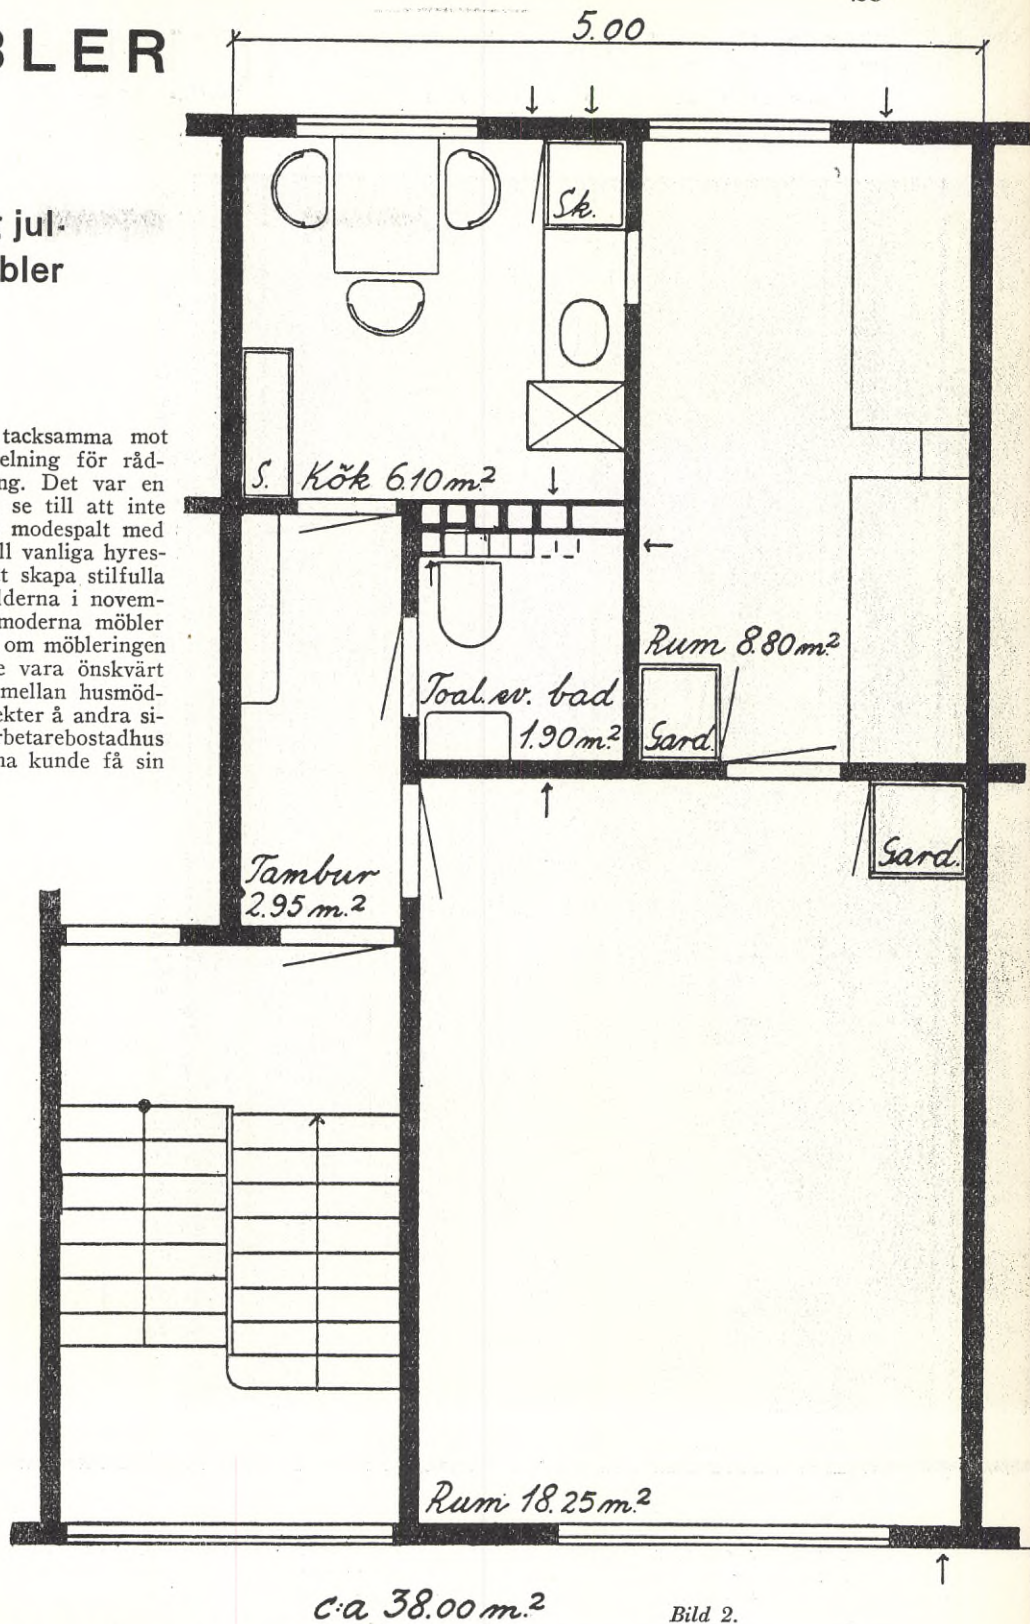 BLER
jul-
bler
tacksamma mot
elning för råd-
ng. Det var en
se till att inte
modespalt med
ll vanliga hyres-
t skapa stilfulla
lderna i novem-
moderna möbler
om möbleringen
e vara önskvärt
mellan husmöd-
ekter å andra si-
rbetarebostadhus
na kunde få sin
5.00
Sk.
S.
Kök 6.10 m.²
Rum 8.80 m.²
Toal. ev. bad
1.90 m.²
Gard.
Gard.
Tambur
2.95 m.²
Rum 18.25 m.²
c:a 38.00 m.²
Bild 2.